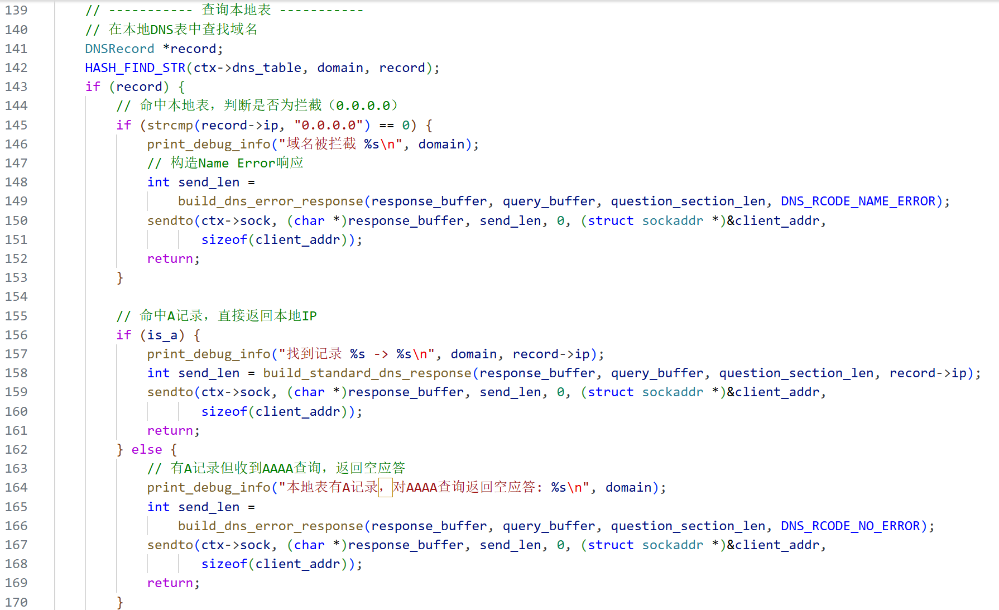 139 // ----------- 查询本地表 -----------
140 // 在本地DNS表中查找域名
141 DNSRecord *record;
142 HASH_FIND_STR(ctx->dns_table, domain, record);
143 if (record) {
144 // 命中本地表，判断是否为拦截（0.0.0.0）
145 if (strcmp(record->ip, "0.0.0.0") == 0) {
146 print_debug_info("域名被拦截 %s\n", domain);
147 // 构造Name Error响应
148 int send_len =
149 build_dns_error_response(response_buffer, query_buffer, question_section_len, DNS_RCODE_NAME_ERROR);
150 sendto(ctx->sock, (char *)response_buffer, send_len, 0, (struct sockaddr *)&client_addr,
151 sizeof(client_addr));
152 return;
153 }
154
155 // 命中A记录，直接返回本地IP
156 if (is_a) {
157 print_debug_info("找到记录 %s -> %s\n", domain, record->ip);
158 int send_len = build_standard_dns_response(response_buffer, query_buffer, question_section_len, record->ip);
159 sendto(ctx->sock, (char *)response_buffer, send_len, 0, (struct sockaddr *)&client_addr,
160 sizeof(client_addr));
161 return;
162 } else {
163 // 有A记录但收到AAAA查询，返回空应答
164 print_debug_info("本地表有A记录，对AAAA查询返回空应答: %s\n", domain);
165 int send_len =
166 build_dns_error_response(response_buffer, query_buffer, question_section_len, DNS_RCODE_NO_ERROR);
167 sendto(ctx->sock, (char *)response_buffer, send_len, 0, (struct sockaddr *)&client_addr,
168 sizeof(client_addr));
169 return;
170 }